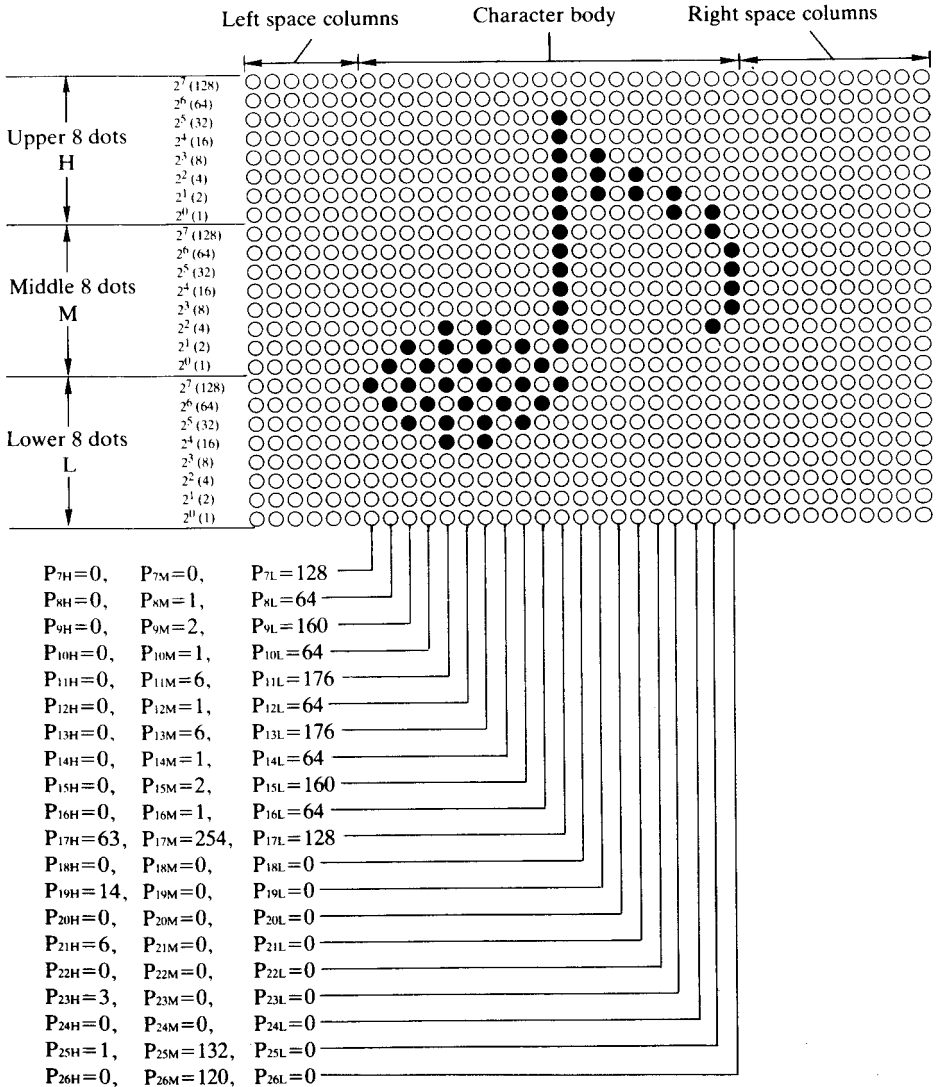 Left space columns Character body Right space columns
2⁷ (128)
2⁶ (64)
2⁵ (32)
Upper 8 dots 2⁴ (16)
H 2³ (8)
2² (4)
2¹ (2)
2⁰ (1)
2⁷ (128)
2⁶ (64)
2⁵ (32)
Middle 8 dots 2⁴ (16)
M 2³ (8)
2² (4)
2¹ (2)
2⁰ (1)
2⁷ (128)
2⁶ (64)
2⁵ (32)
Lower 8 dots 2⁴ (16)
L 2³ (8)
2² (4)
2¹ (2)
2⁰ (1)
P7H=0, P7M=0, P7L=128
P8H=0, P8M=1, P8L=64
P9H=0, P9M=2, P9L=160
P10H=0, P10M=1, P10L=64
P11H=0, P11M=6, P11L=176
P12H=0, P12M=1, P12L=64
P13H=0, P13M=6, P13L=176
P14H=0, P14M=1, P14L=64
P15H=0, P15M=2, P15L=160
P16H=0, P16M=1, P16L=64
P17H=63, P17M=254, P17L=128
P18H=0, P18M=0, P18L=0
P19H=14, P19M=0, P19L=0
P20H=0, P20M=0, P20L=0
P21H=6, P21M=0, P21L=0
P22H=0, P22M=0, P22L=0
P23H=3, P23M=0, P23L=0
P24H=0, P24M=0, P24L=0
P25H=1, P25M=132, P25L=0
P26H=0, P26M=120, P26L=0